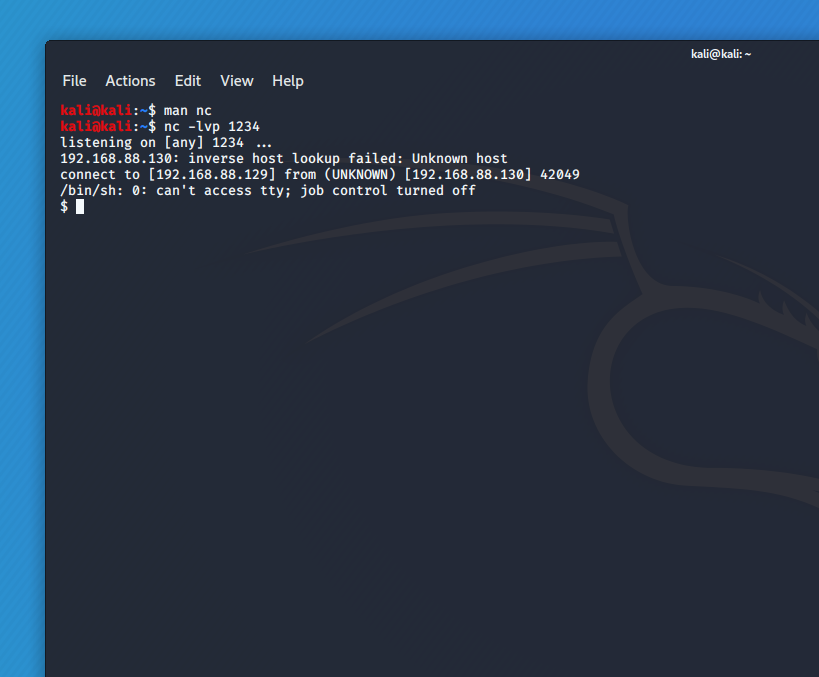 kali@kali: ~
File Actions Edit View Help
kali@kali:~$ man nc
kali@kali:~$ nc -lvp 1234
listening on [any] 1234 ...
192.168.88.130: inverse host lookup failed: Unknown host
connect to [192.168.88.129] from (UNKNOWN) [192.168.88.130] 42049
/bin/sh: 0: can't access tty; job control turned off
$